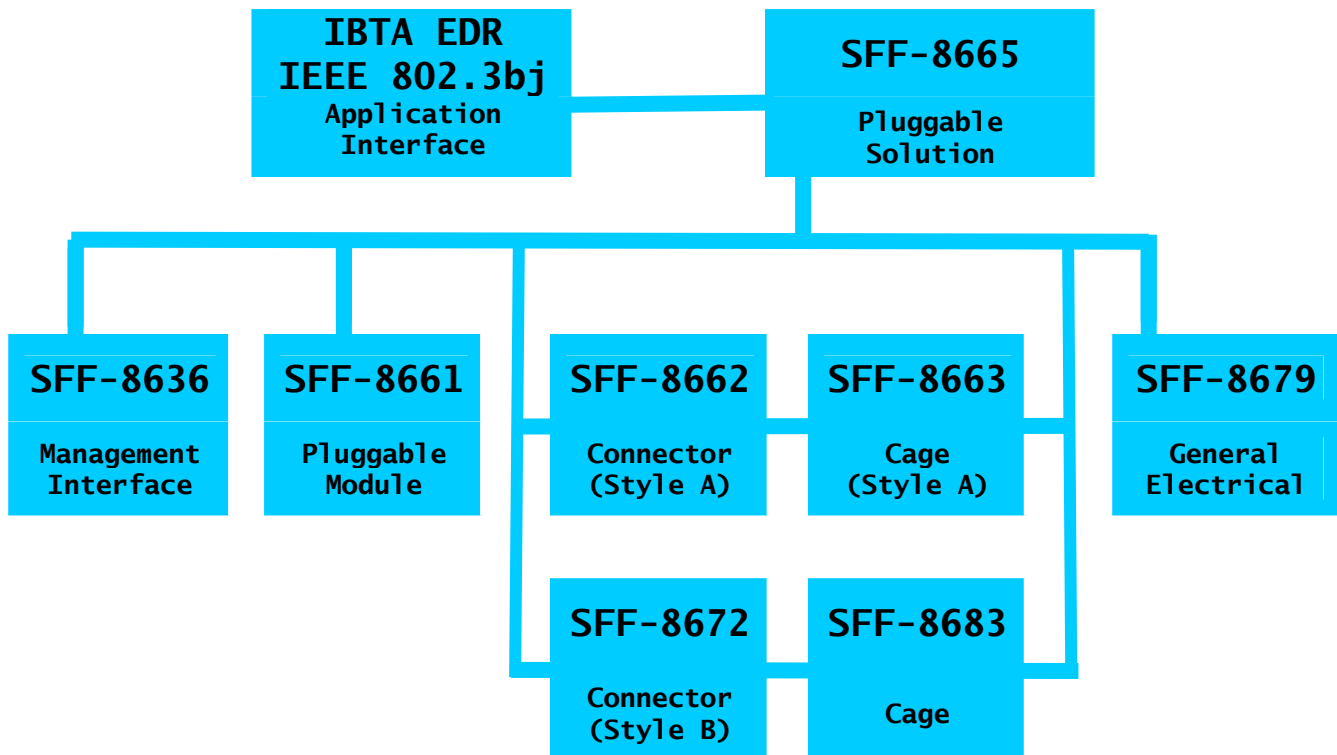 IBTA EDR
IEEE 802.3bj
Application
Interface
SFF-8665
Pluggable
Solution
SFF-8636
Management
Interface
SFF-8661
Pluggable
Module
SFF-8662
Connector
(Style A)
SFF-8663
Cage
(Style A)
SFF-8679
General
Electrical
SFF-8672
Connector
(Style B)
SFF-8683
Cage